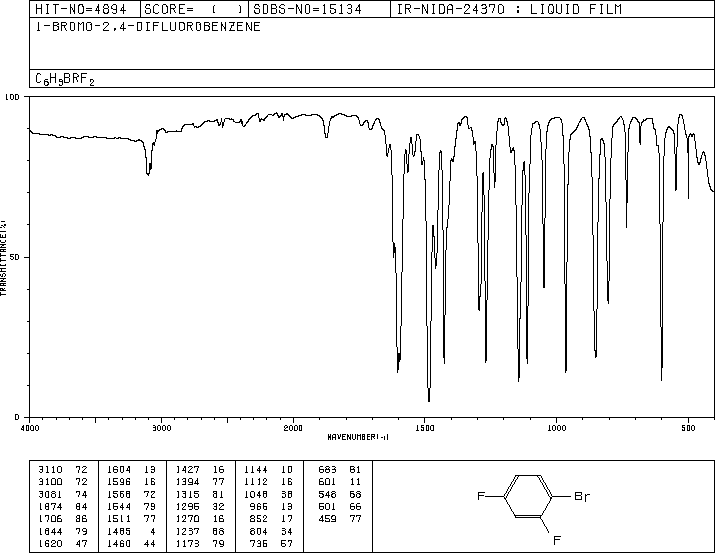 HIT-NO=4894 SCORE= ( ) SDBS-NO=15134 IR-NIDA-24370 : LIQUID FILM
1-BROMO-2,4-DIFLUOROBENZENE
C6H3BRF2
100
50
0
TRANSMITTANCE(%)
4000 3000 2000 1500 1000 500
WAVENUMBER(-1)
3110 72 1604 13 1427 16 1144 10 683 81
3100 72 1596 16 1394 77 1112 16 601 11
3081 74 1568 72 1315 81 1048 38 548 68
1874 84 1544 79 1295 32 966 13 501 66
1706 86 1511 77 1270 16 852 17 459 77
1644 79 1485 4 1237 68 804 34
1620 47 1460 44 1173 79 736 57
F Br
F